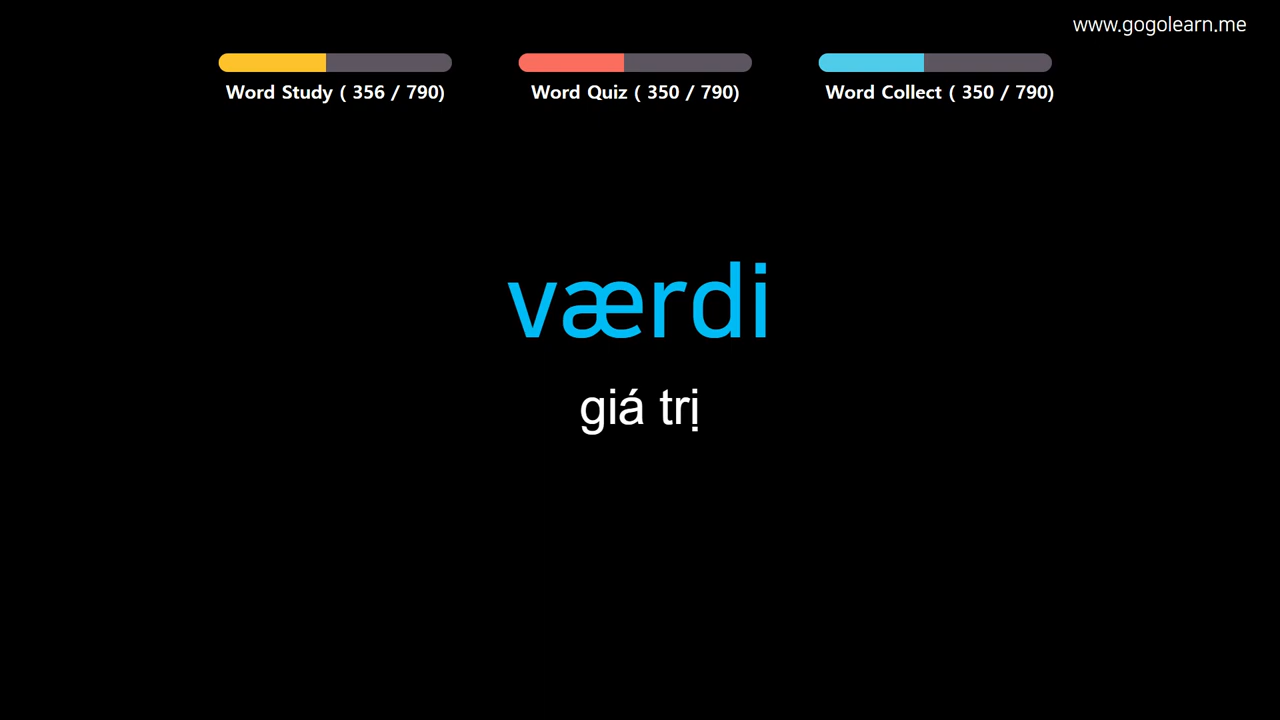 www.gogolearn.me
Word Study ( 356 / 790)
Word Quiz ( 350 / 790)
Word Collect ( 350 / 790)
værdi
giá trị